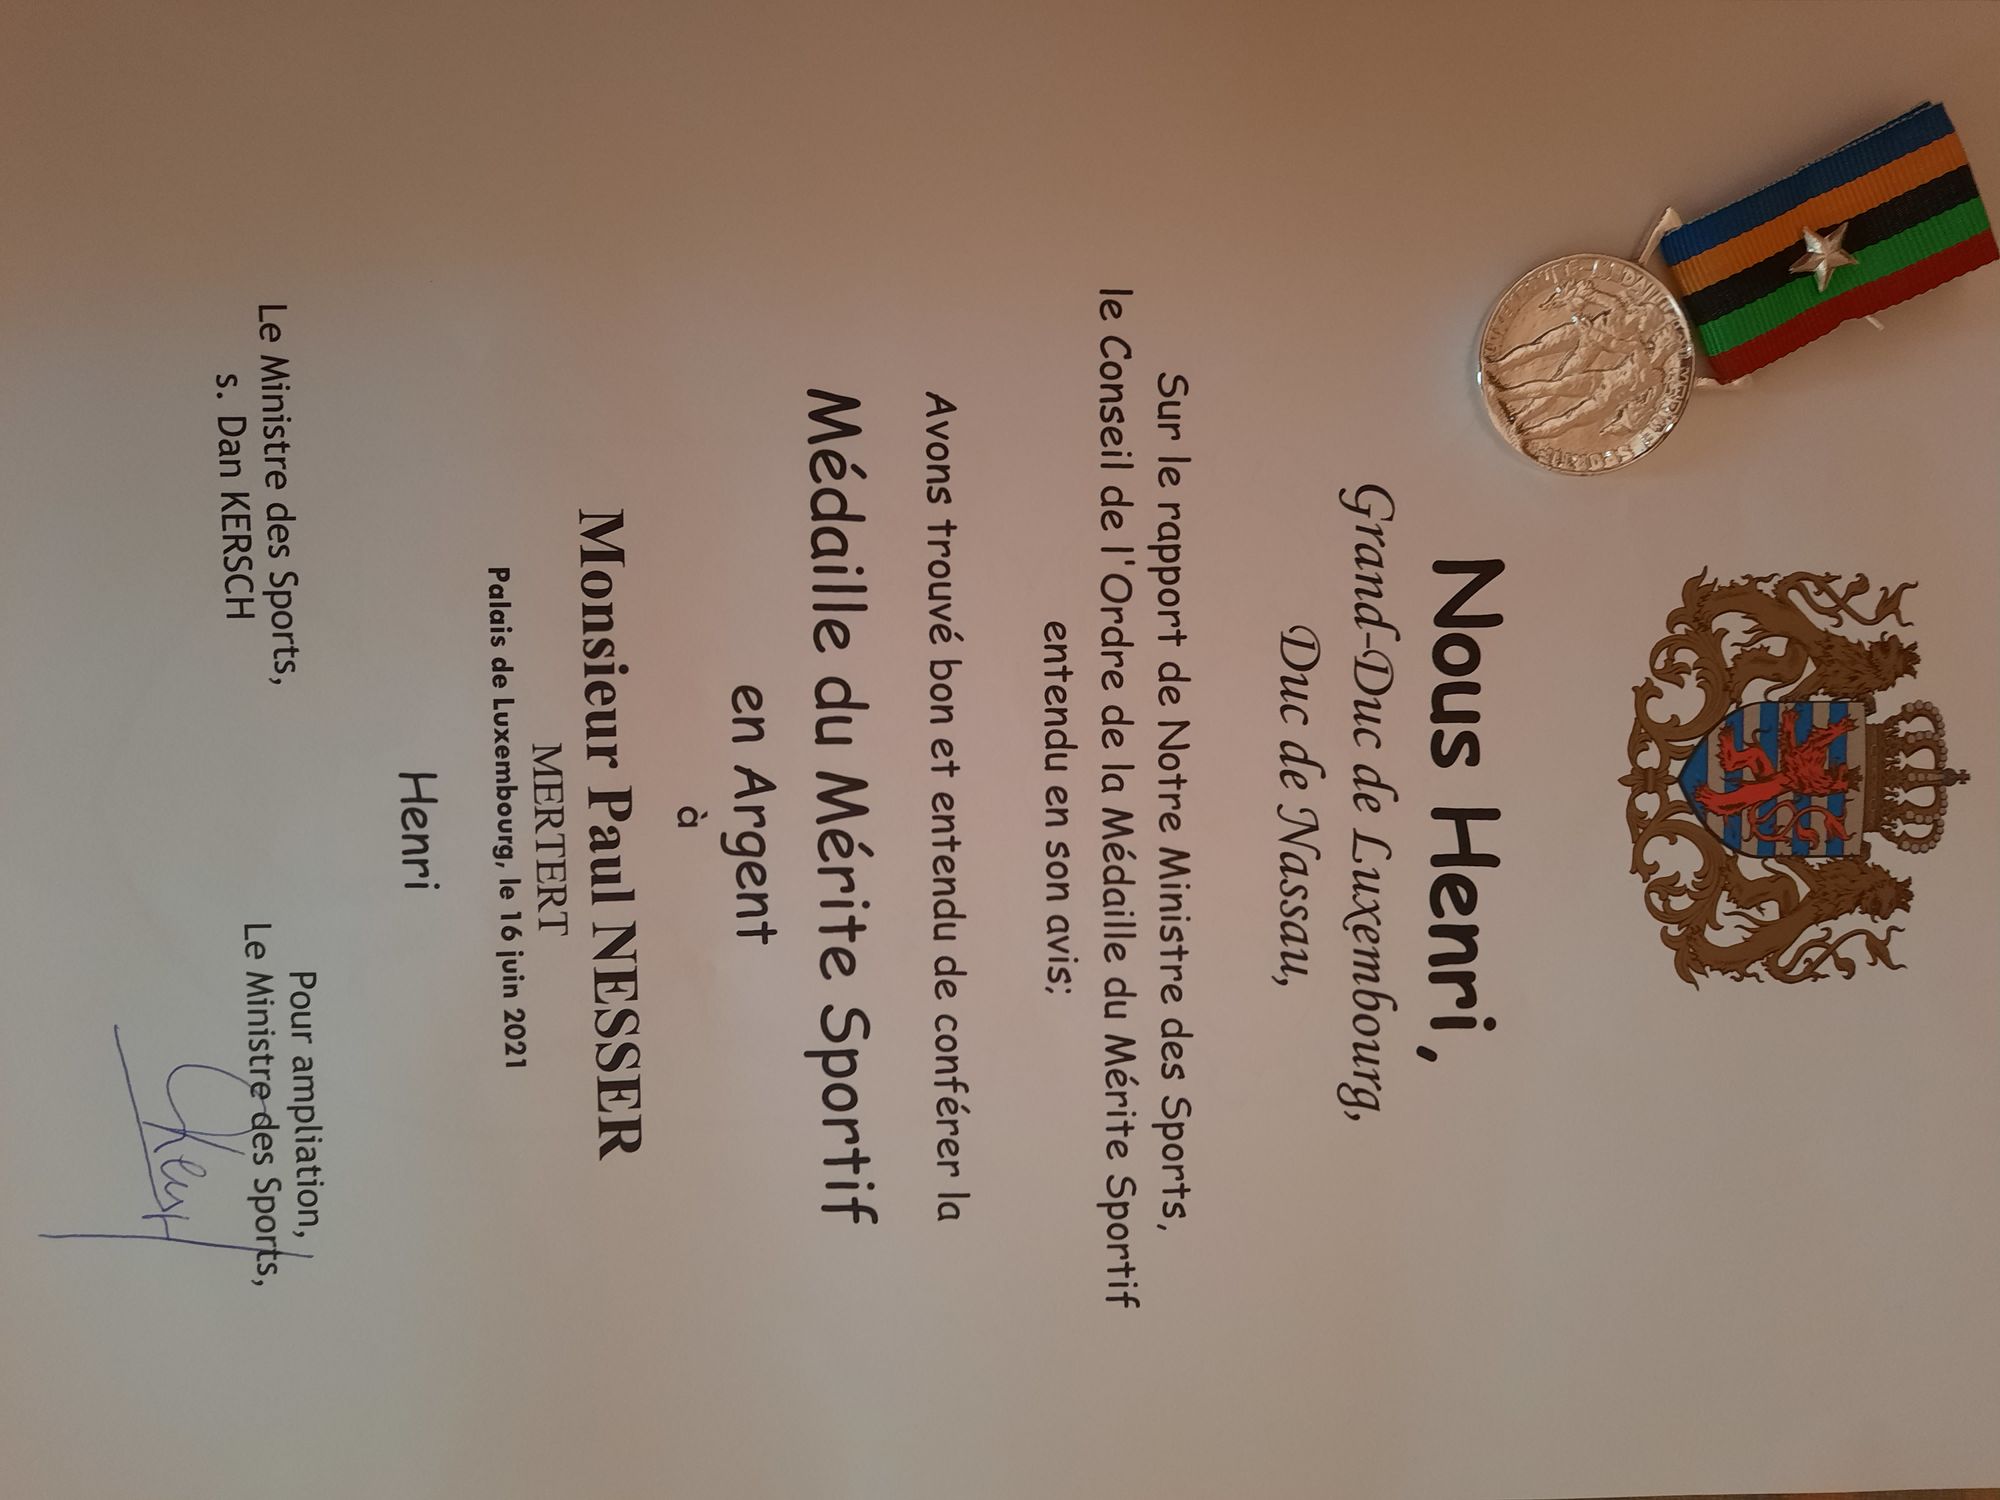 Nous Henri,
Grand-Duc de Luxembourg,
Duc de Nassau,
Sur le rapport de Notre Ministre des Sports,
le Conseil de l'Ordre de la Médaille du Mérite Sportif
entendu en son avis;
Avons trouvé bon et entendu de conférer la
Médaille du Mérite Sportif
en Argent
à
Monsieur Paul NESSER
MERTERT
Palais de Luxembourg, le 16 juin 2021
Henri
Le Ministre des Sports,
s. Dan KERSCH
Pour ampliation,
Le Ministre des Sports,